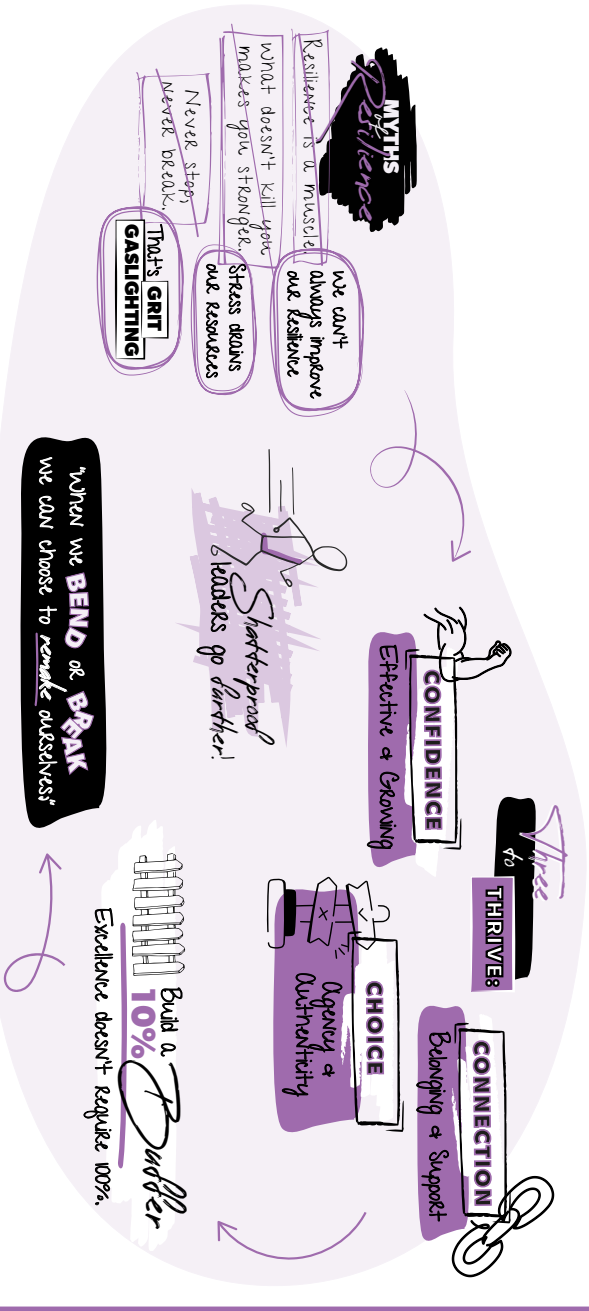 MYTHS
of
Resilience
Resilience is a muscle.
We can't
always improve
our resilience
What doesn't kill you
makes you stronger.
Stress drains
our resources
Never stop,
never break.
That's GRIT
GASLIGHTING
Three
to
THRIVE:
CONFIDENCE
Effective & Growing
CHOICE
Agency &
Authenticity
CONNECTION
Belonging & Support
Shatterproof
leaders go further!
Build a
10% Buffer
Excellence doesn't require 100%.
"When we BEND or BREAK
we can choose to remake ourselves;"